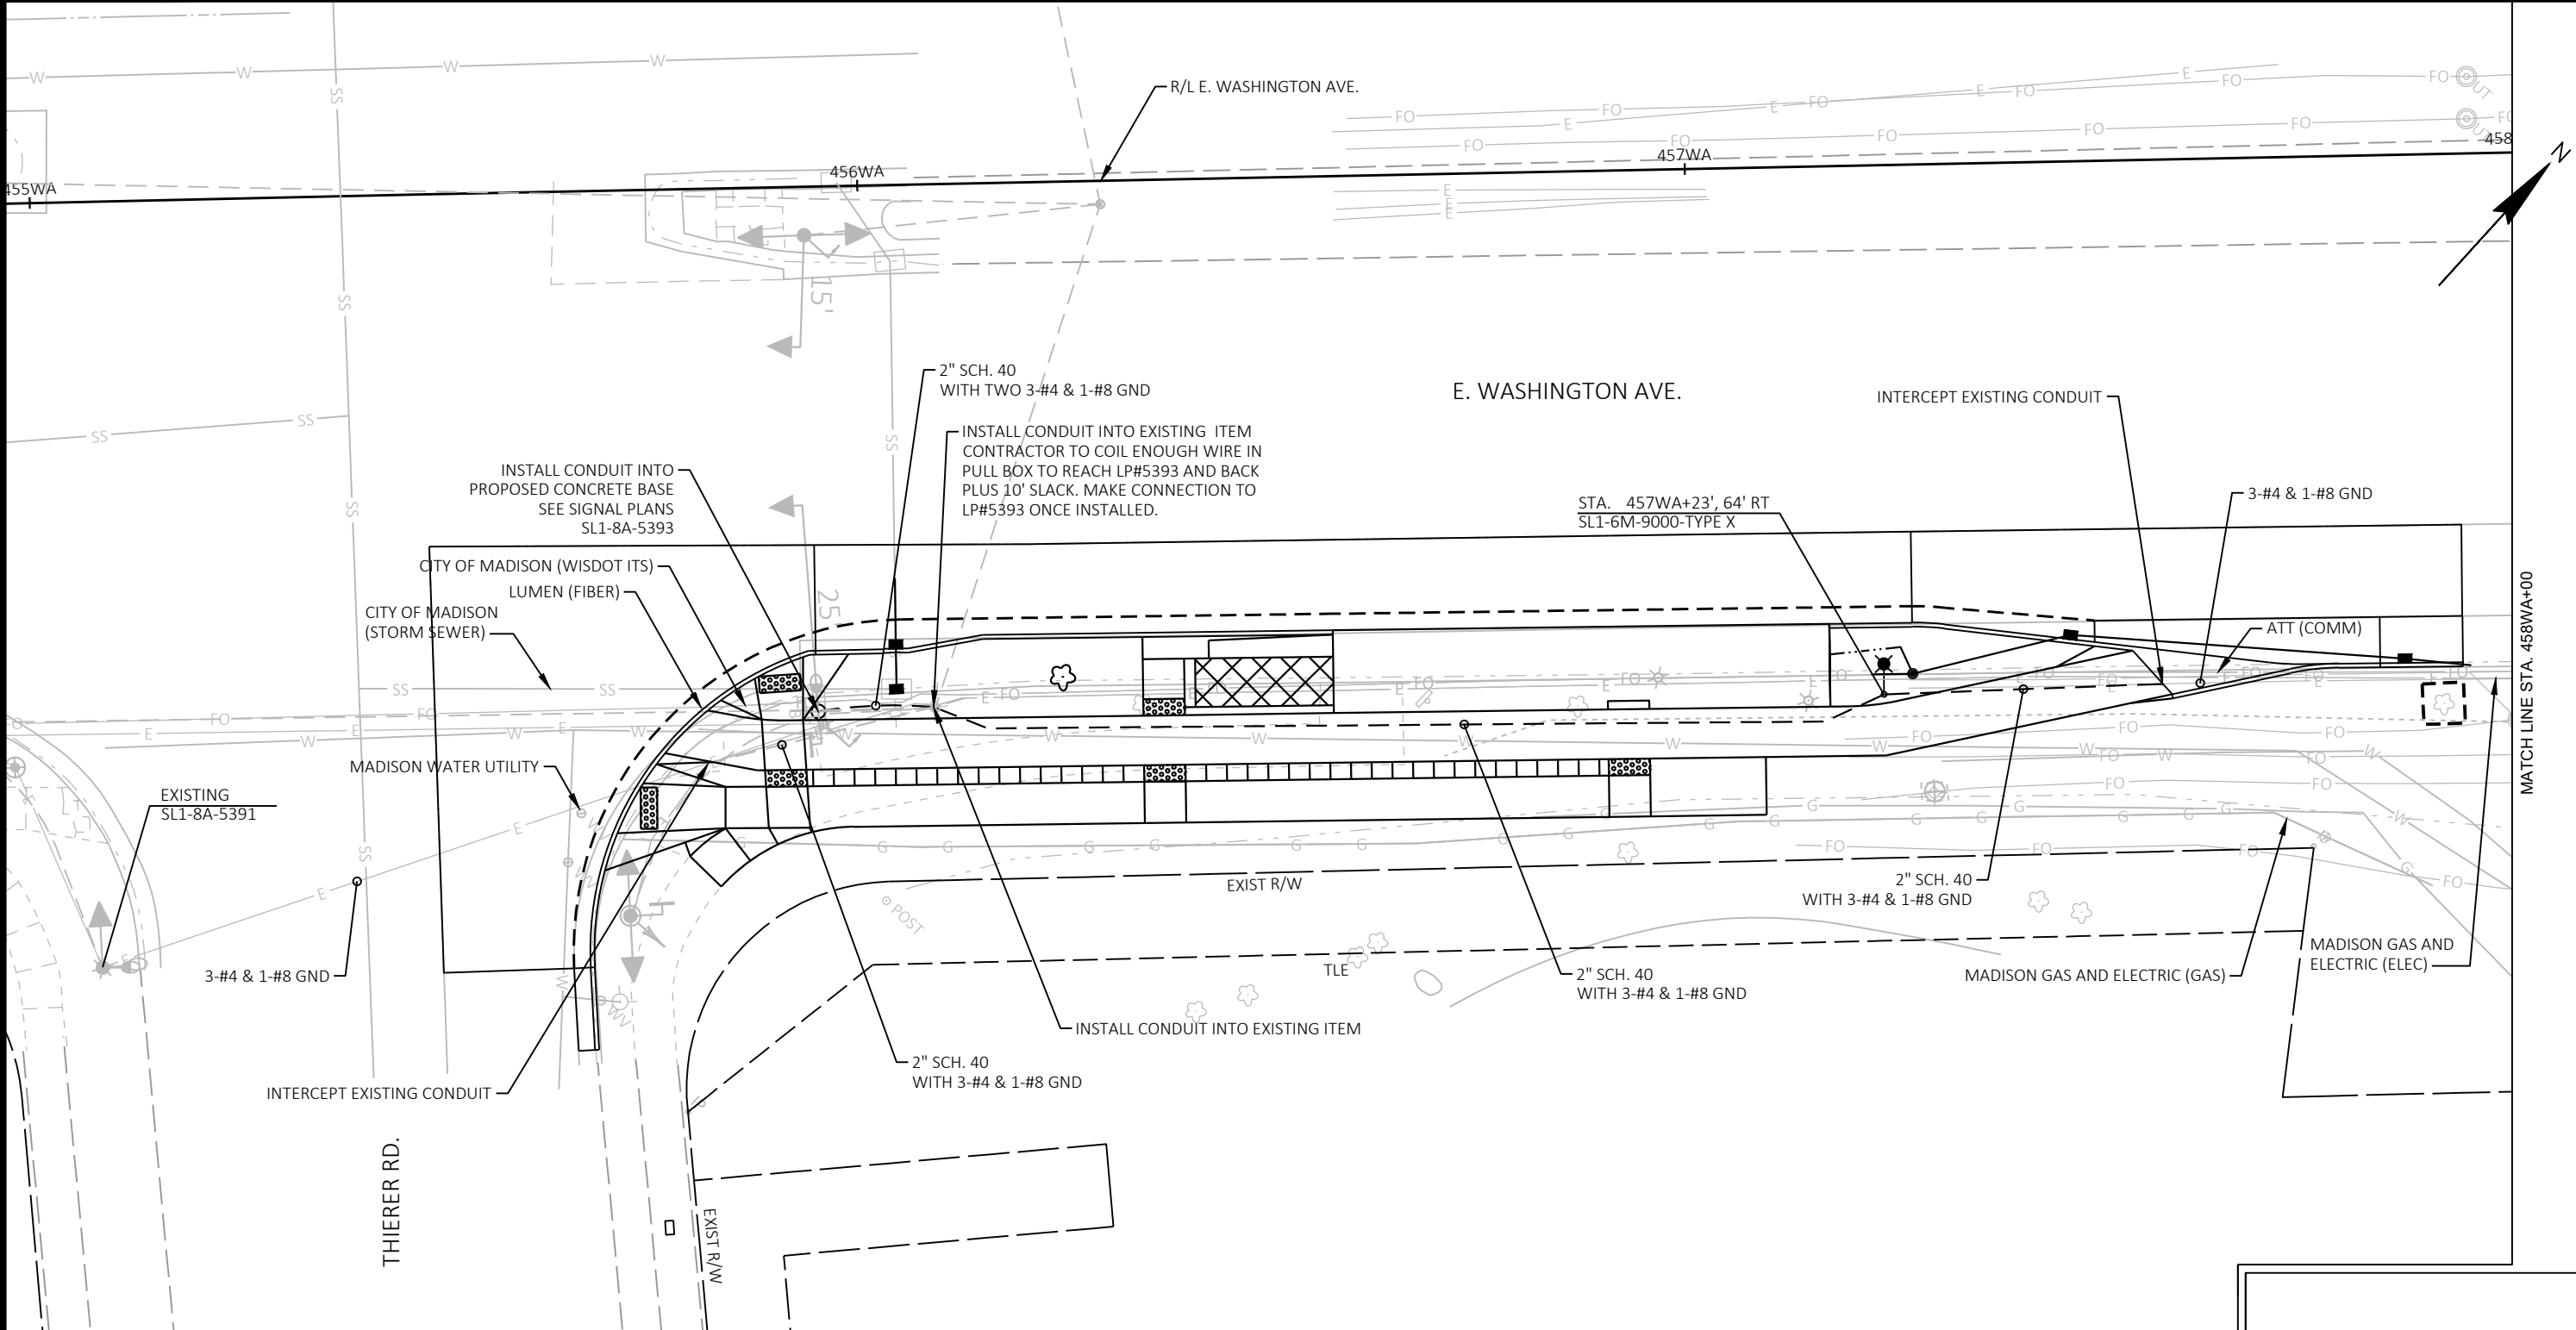 R/L E. WASHINGTON AVE.
455WA
456WA
457WA
458
N
15'
2" SCH. 40
WITH TWO 3-#4 & 1-#8 GND
E. WASHINGTON AVE.
INTERCEPT EXISTING CONDUIT
INSTALL CONDUIT INTO EXISTING ITEM
CONTRACTOR TO COIL ENOUGH WIRE IN
PULL BOX TO REACH LP#5393 AND BACK
PLUS 10' SLACK. MAKE CONNECTION TO
LP#5393 ONCE INSTALLED.
INSTALL CONDUIT INTO
PROPOSED CONCRETE BASE
SEE SIGNAL PLANS
SL1-8A-5393
STA. 457WA+23', 64' RT
SL1-6M-9000-TYPE X
3-#4 & 1-#8 GND
CITY OF MADISON (WISDOT ITS)
LUMEN (FIBER)
CITY OF MADISON
(STORM SEWER)
25'
ATT (COMM)
MATCH LINE STA. 458WA+00
MADISON WATER UTILITY
EXISTING
SL1-8A-5391
EXIST R/W
POST
2" SCH. 40
WITH 3-#4 & 1-#8 GND
3-#4 & 1-#8 GND
TLE
2" SCH. 40
WITH 3-#4 & 1-#8 GND
MADISON GAS AND ELECTRIC (GAS)
MADISON GAS AND
ELECTRIC (ELEC)
INSTALL CONDUIT INTO EXISTING ITEM
2" SCH. 40
WITH 3-#4 & 1-#8 GND
INTERCEPT EXISTING CONDUIT
THIERER RD.
EXIST R/W